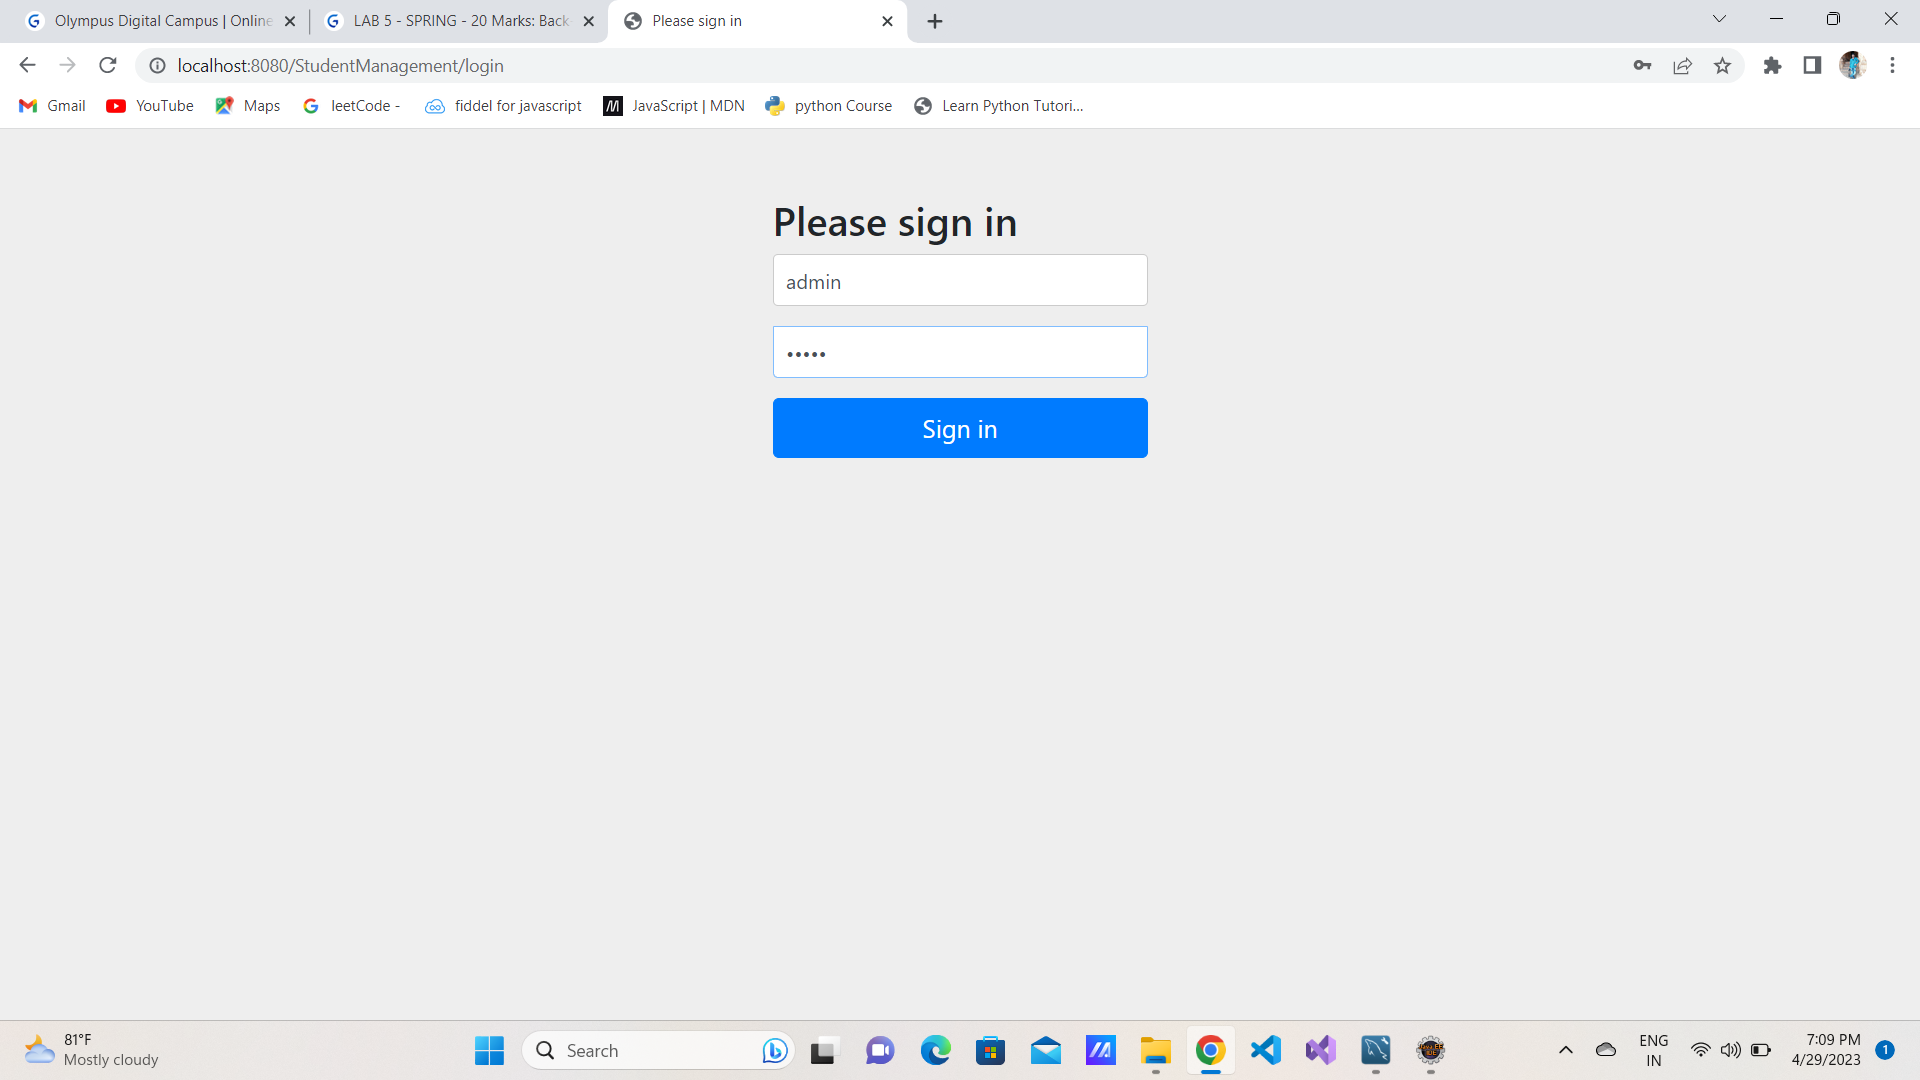 Olympus Digital Campus | Online
LAB 5 - SPRING - 20 Marks: Back
Please sign in
localhost:8080/StudentManagement/login
Gmail
YouTube
Maps
leetCode -
fiddel for javascript
JavaScript | MDN
python Course
Learn Python Tutori...
Please sign in
admin
•••••
Sign in
81°F
Mostly cloudy
Search
ENG
IN
7:09 PM
4/29/2023
1